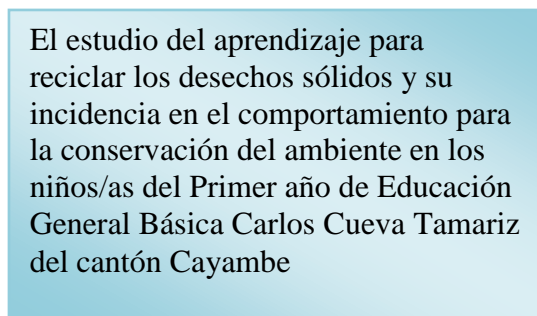 El estudio del aprendizaje para
reciclar los desechos sólidos y su
incidencia en el comportamiento para
la conservación del ambiente en los
niños/as del Primer año de Educación
General Básica Carlos Cueva Tamariz
del cantón Cayambe